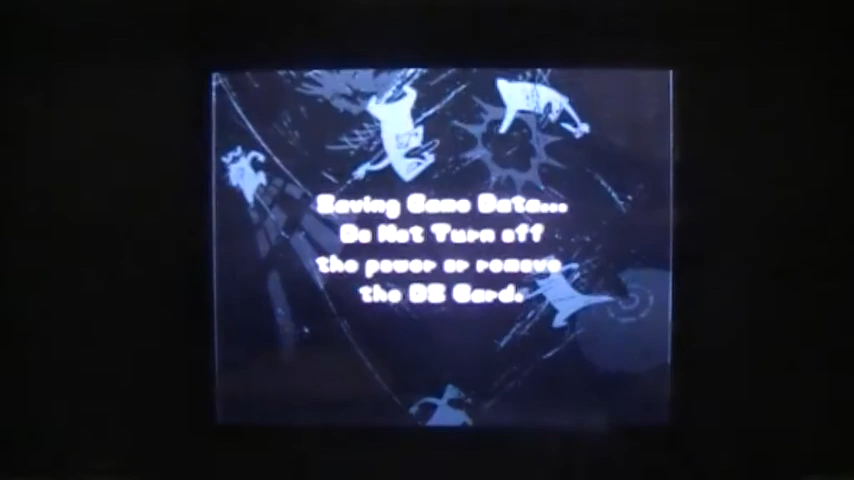 Saving Game Data...
Do Not Turn off
the power or remove
the DS Card.